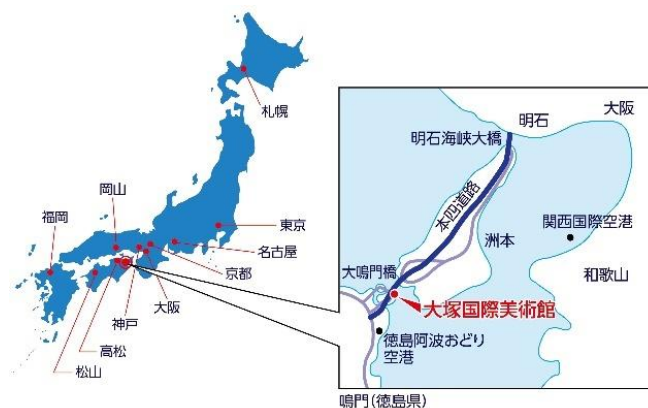 札幌
岡山
福岡
東京
名古屋
京都
大阪
神戸
高松
松山
大阪
明石
明石海峡大橋
本四道路
関西国際空港
洲本
和歌山
大鳴門橋
大塚国際美術館
徳島阿波おどり
空港
鳴門(徳島県)